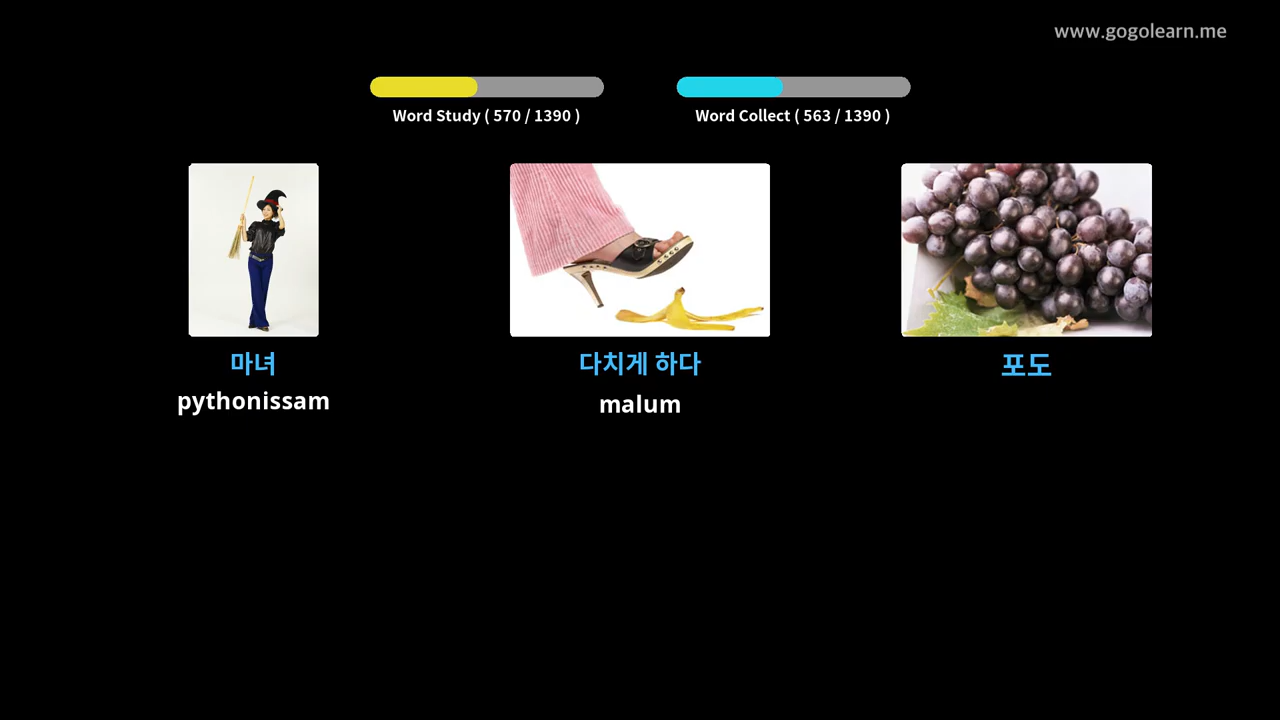 www.gogolearn.me
Word Study ( 570 / 1390 )
Word Collect ( 563 / 1390 )
마녀
pythonissam
다치게 하다
malum
포도